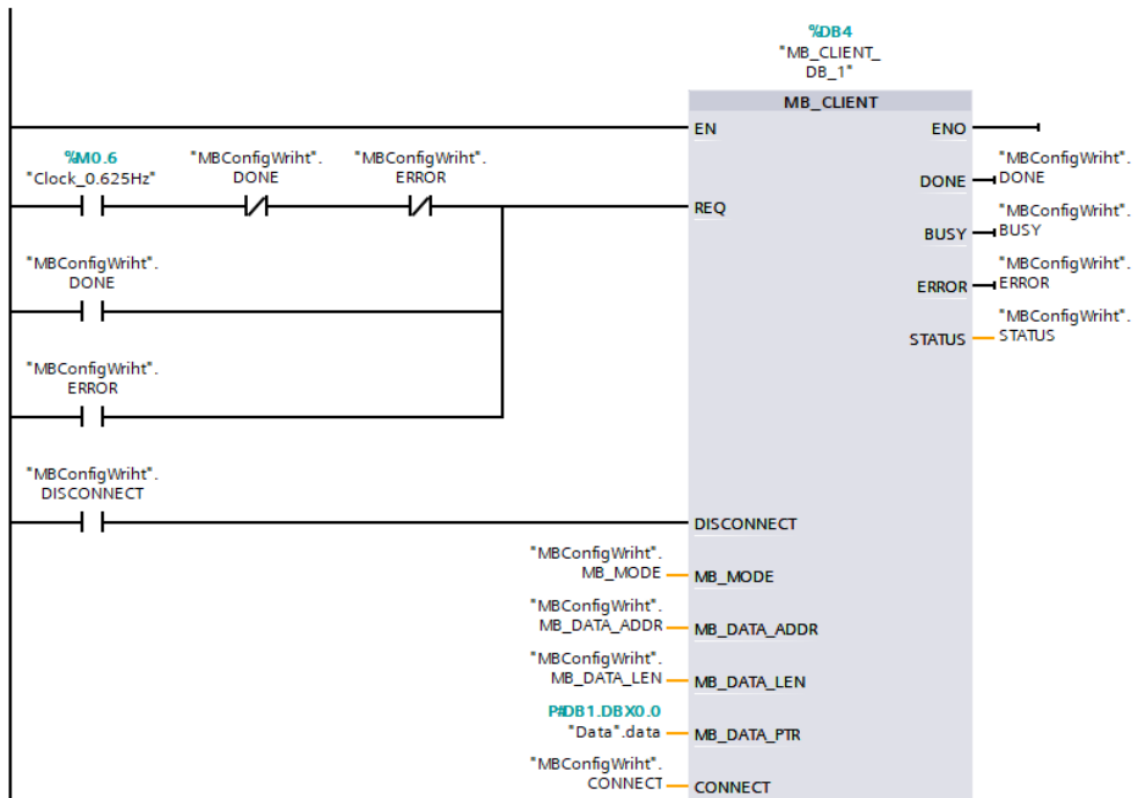 %DB4
"MB_CLIENT_
DB_1"
MB_CLIENT
EN
ENO
%M0.6
"Clock_0.625Hz"
"MBConfigWriht".
DONE
"MBConfigWriht".
ERROR
REQ
DONE
"MBConfigWriht".
DONE
BUSY
"MBConfigWriht".
BUSY
"MBConfigWriht".
DONE
ERROR
"MBConfigWriht".
ERROR
STATUS
"MBConfigWriht".
STATUS
"MBConfigWriht".
ERROR
"MBConfigWriht".
DISCONNECT
DISCONNECT
"MBConfigWriht".
MB_MODE
MB_MODE
"MBConfigWriht".
MB_DATA_ADDR
MB_DATA_ADDR
"MBConfigWriht".
MB_DATA_LEN
MB_DATA_LEN
P#DB1.DBX0.0
"Data".data
MB_DATA_PTR
"MBConfigWriht".
CONNECT
CONNECT